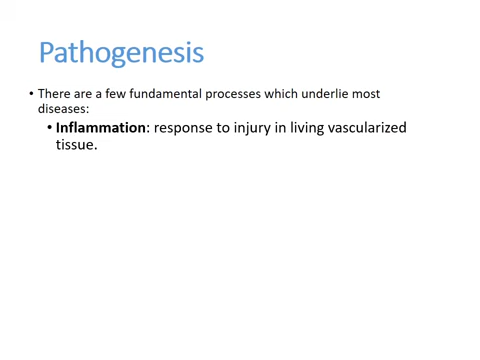 Pathogenesis
• There are a few fundamental processes which underlie most
diseases:
• Inflammation: response to injury in living vascularized
tissue.